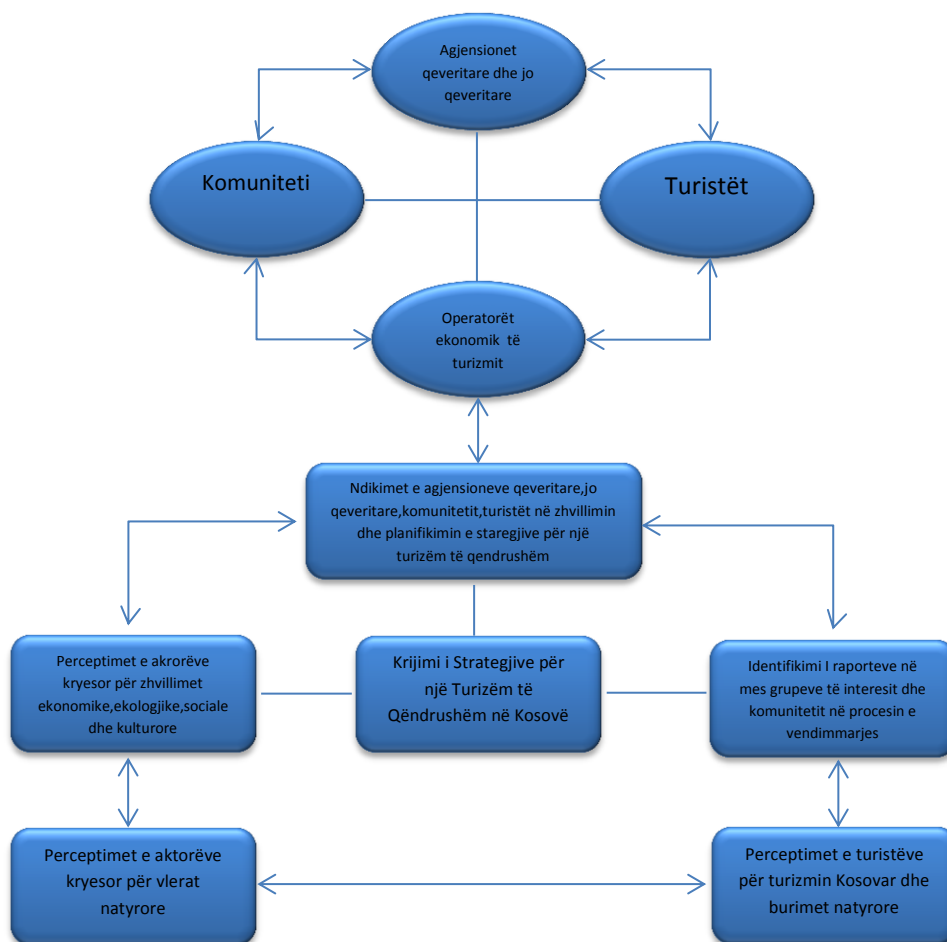 Agjensionet
qeveritare dhe jo
qeveritare
Komuniteti
Turistët
Operatorët
ekonomik të
turizmit
Ndikimet e agjensioneve qeveritare,jo
qeveritare,komunitetit,turistët në zhvillimin
dhe planifikimin e staregjive për një
turizëm të qendrushëm
Perceptimet e akrorëve
kryesor për zhvillimet
ekonomike,ekologjike,sociale
dhe kulturore
Krijimi i Strategjive për
një Turizëm të
Qëndrushëm në Kosovë
Identifikimi I raporteve në
mes grupeve të interesit dhe
komunitetit në procesin e
vendimmarjes
Perceptimet e aktorëve
kryesor për vlerat
natyrore
Perceptimet e turistëve
për turizmin Kosovar dhe
burimet natyrore